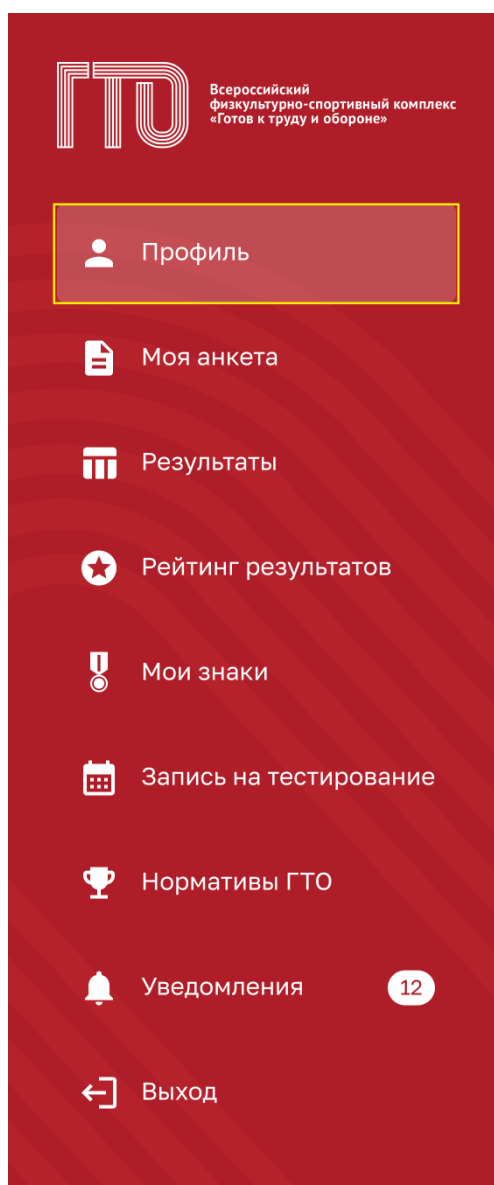 ГТО
Всероссийский
физкультурно-спортивный комплекс
«Готов к труду и обороне»
Профиль
Моя анкета
Результаты
Рейтинг результатов
Мои знаки
Запись на тестирование
Нормативы ГТО
Уведомления 12
Выход